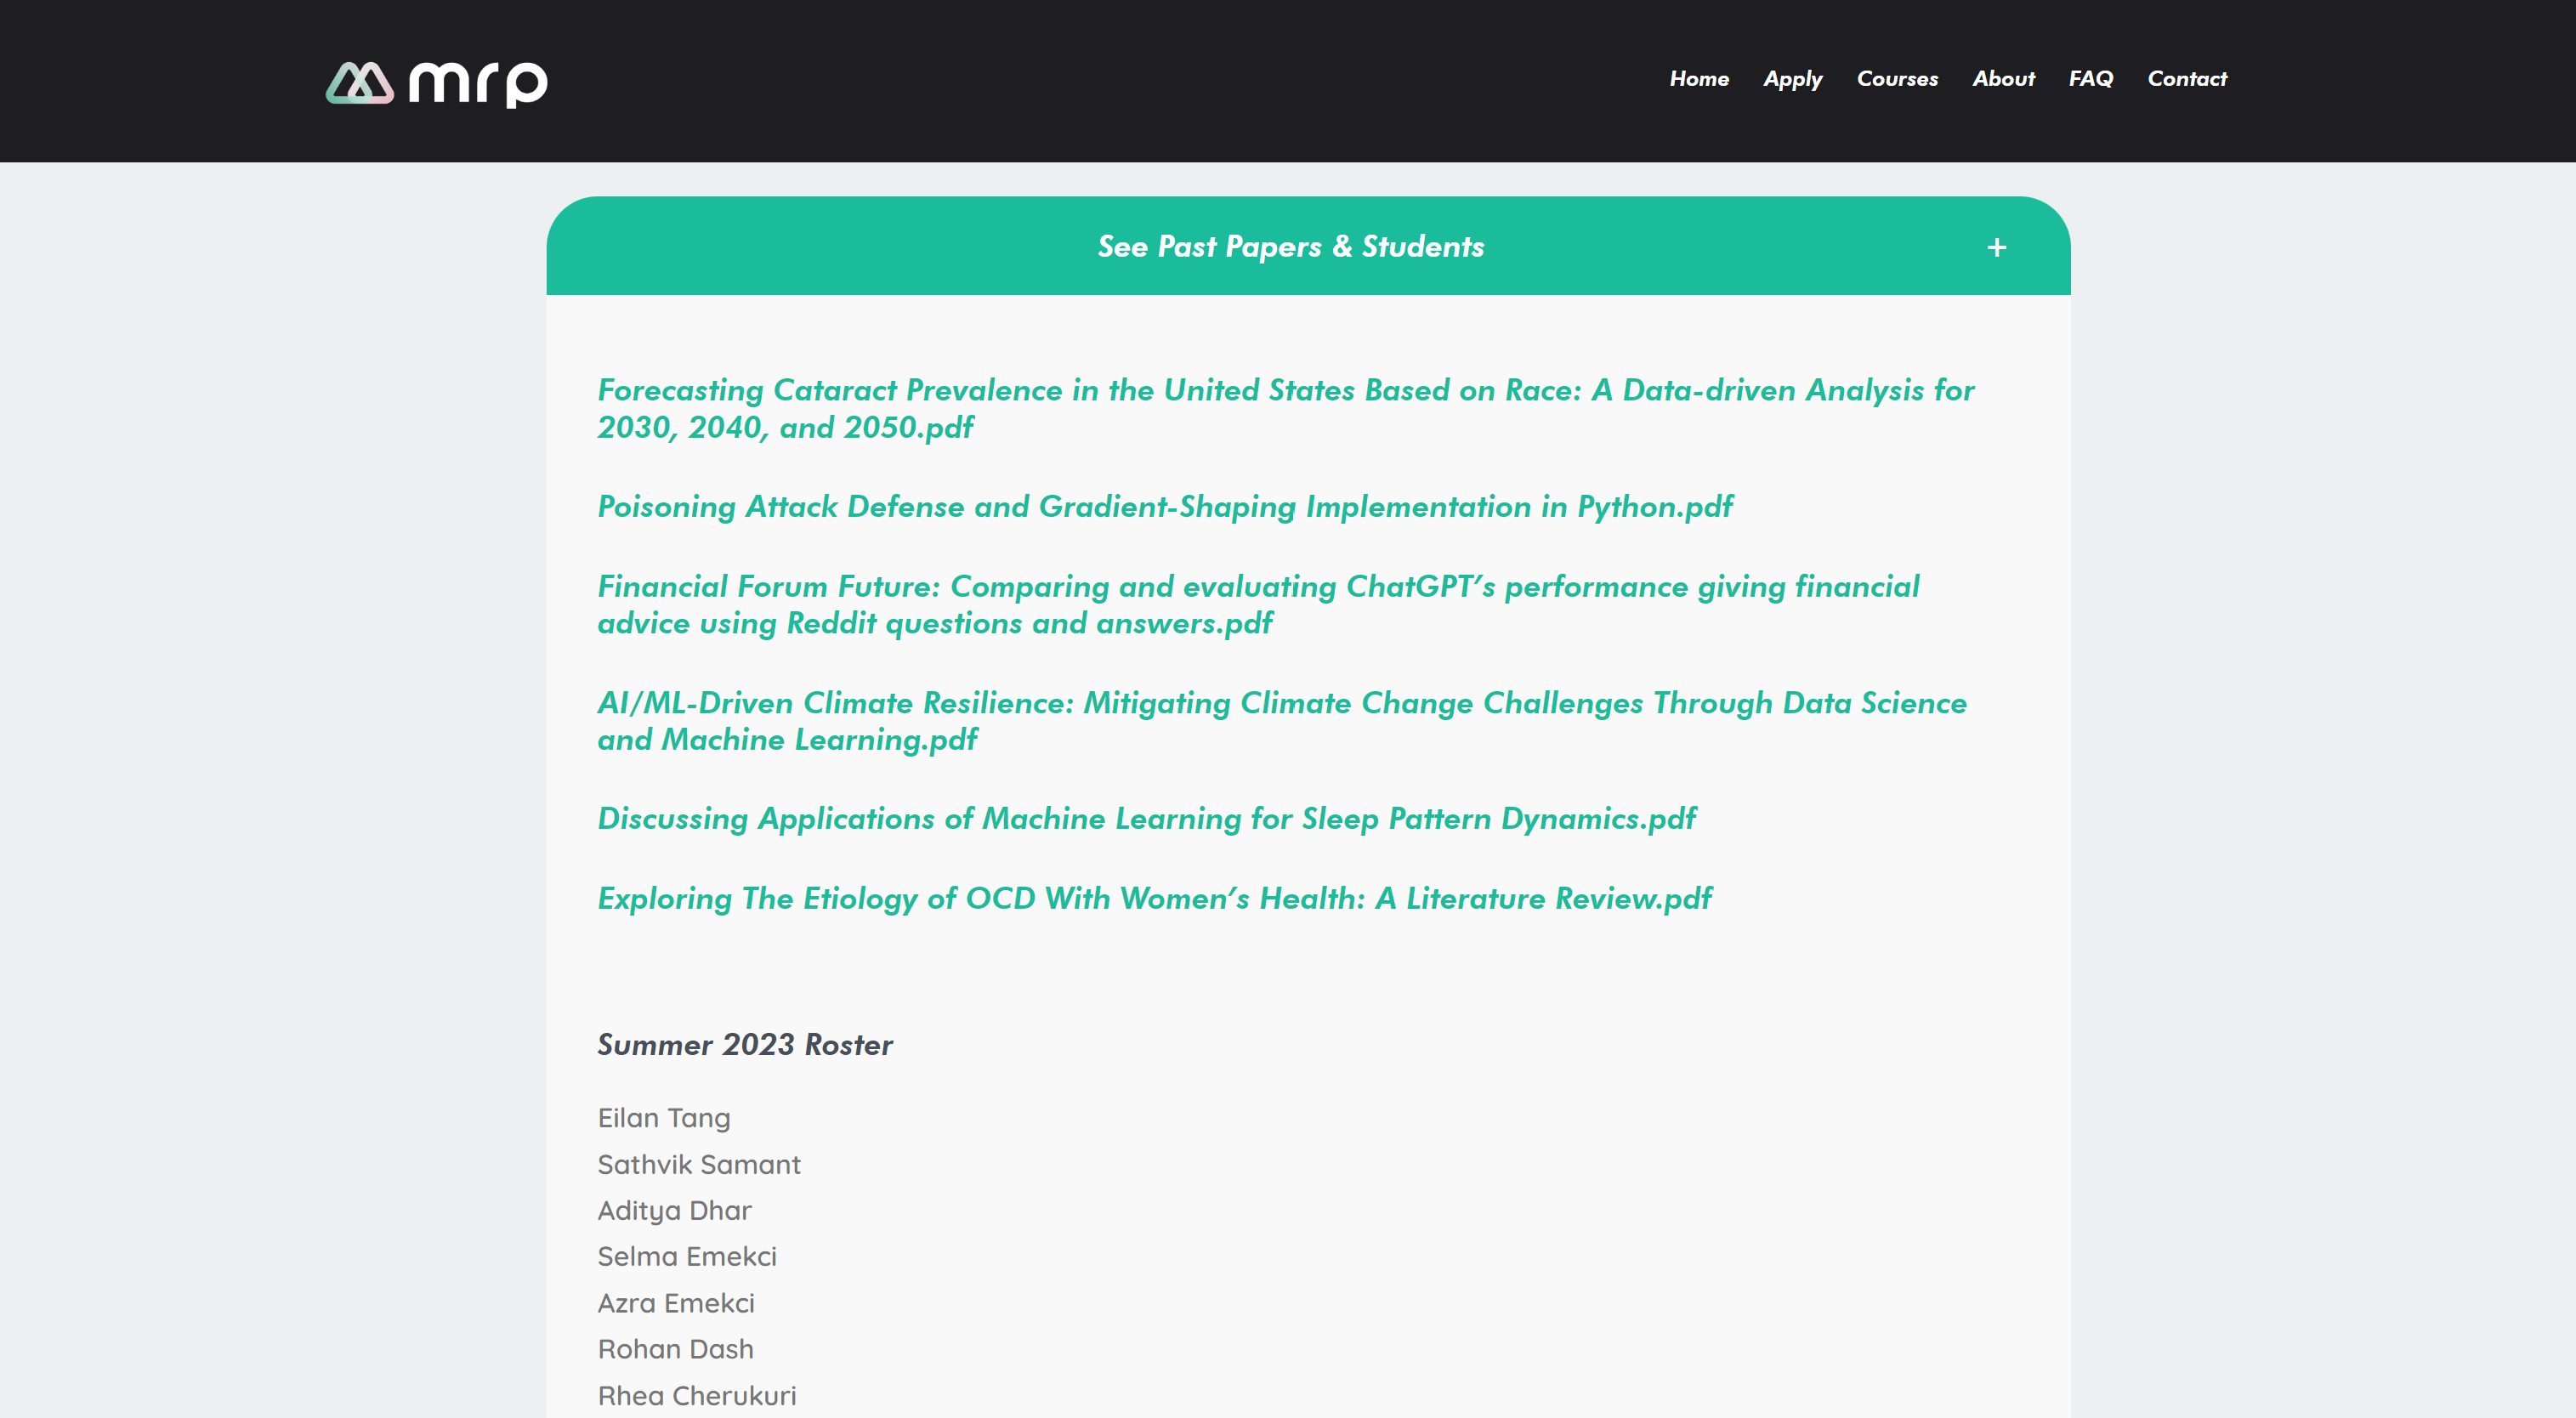 mrp
Home Apply Courses About FAQ Contact
See Past Papers & Students +
Forecasting Cataract Prevalence in the United States Based on Race: A Data-driven Analysis for
2030, 2040, and 2050.pdf
Poisoning Attack Defense and Gradient-Shaping Implementation in Python.pdf
Financial Forum Future: Comparing and evaluating ChatGPT’s performance giving financial
advice using Reddit questions and answers.pdf
AI/ML-Driven Climate Resilience: Mitigating Climate Change Challenges Through Data Science
and Machine Learning.pdf
Discussing Applications of Machine Learning for Sleep Pattern Dynamics.pdf
Exploring The Etiology of OCD With Women’s Health: A Literature Review.pdf
Summer 2023 Roster
Eilan Tang
Sathvik Samant
Aditya Dhar
Selma Emekci
Azra Emekci
Rohan Dash
Rhea Cherukuri